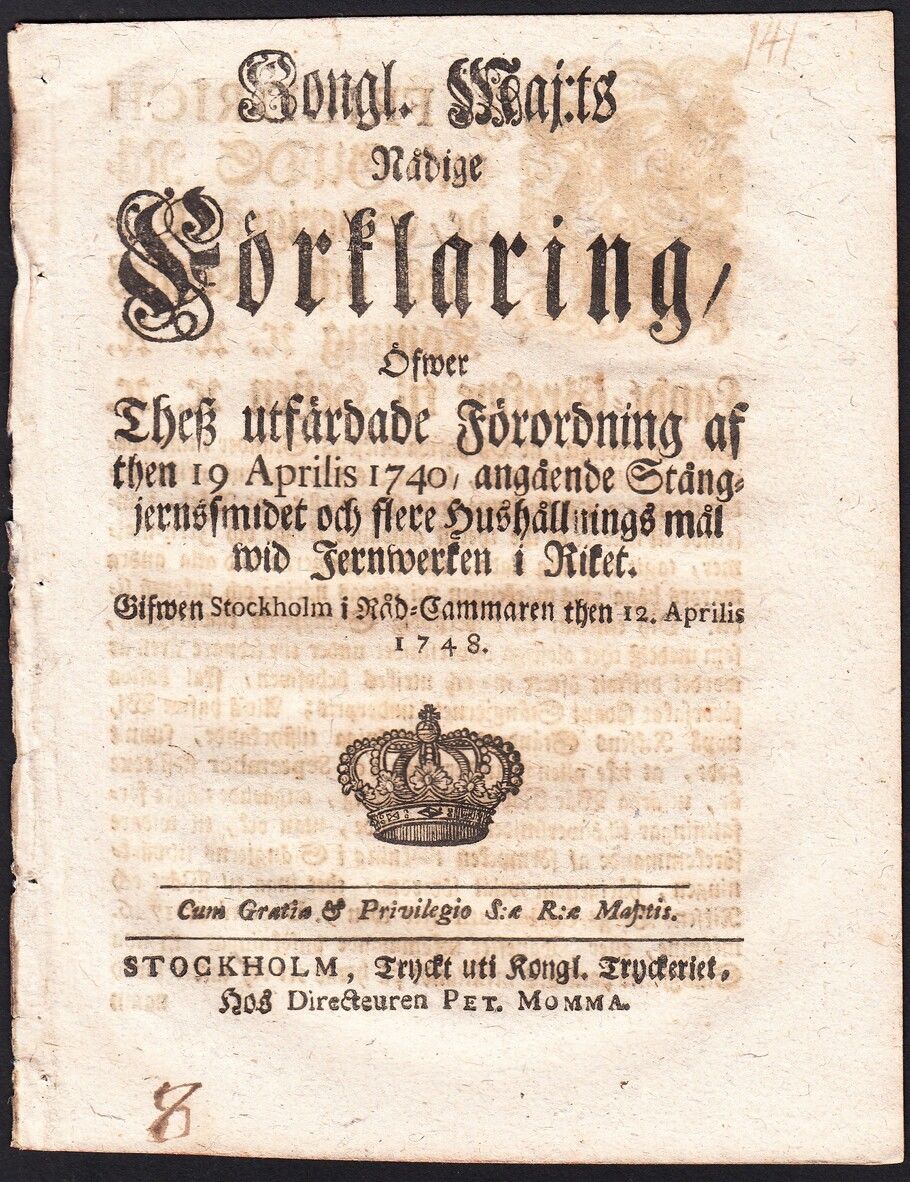 141
Kongl. Maj:ts
Nådige
Förklaring,
Öfwer
Theß utfärdade Förordning af
then 19 Aprilis 1740, angående Stång-
jernssmidet och flere Hushållnings mål
wid Jernwerken i Riket.
Gifwen Stockholm i Råd-Cammaren then 12. Aprilis
1748.
Cum Gratia & Privilegio S:æ R:æ Maj:tis.
STOCKHOLM, Tryckt uti Kongl. Tryckeriet,
Hos Directeuren PET. MOMMA.
8